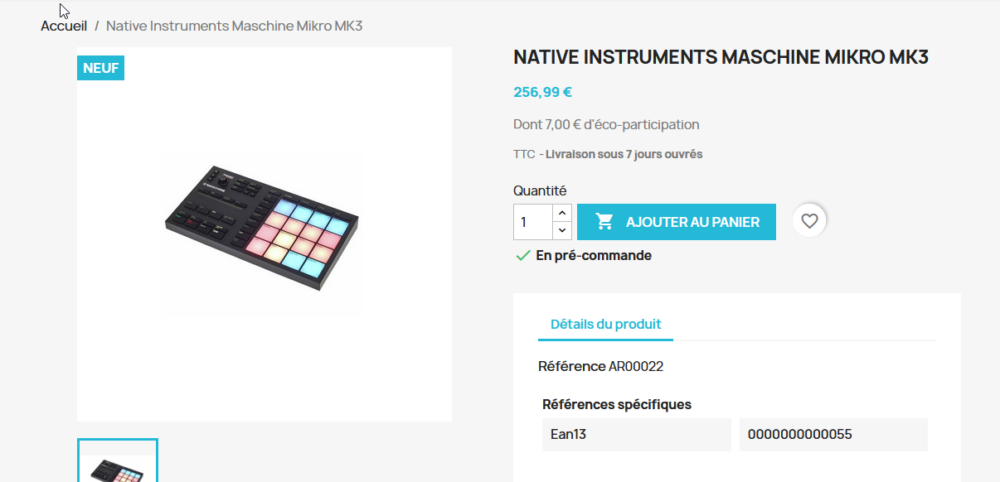 Accueil / Native Instruments Maschine Mikro MK3
NEUF
NATIVE INSTRUMENTS MASCHINE MIKRO MK3
256,99 €
Dont 7,00 € d'éco-participation
TTC - Livraison sous 7 jours ouvrés
Quantité
1
AJOUTER AU PANIER
En pré-commande
Détails du produit
Référence AR00022
Références spécifiques
Ean13 0000000000055
MASCHINE